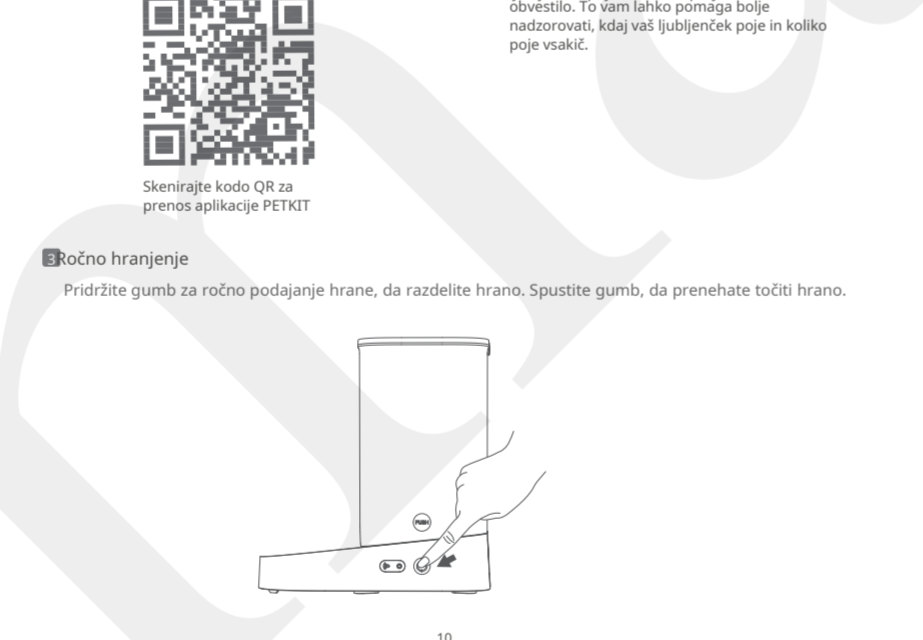 obvestilo. To vam lahko pomaga bolje
nadzorovati, kdaj vaš ljubljenček poje in koliko
poje vsakič.
Skenirajte kodo QR za
prenos aplikacije PETKIT
3 Ročno hranjenje
Pridržite gumb za ročno podajanje hrane, da razdelite hrano. Spustite gumb, da prenehate točiti hrano.
PUSH
10